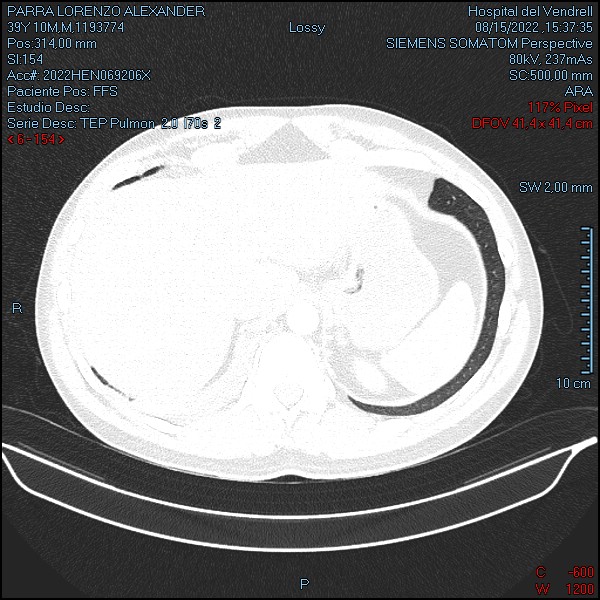 PARRA LORENZO ALEXANDER
39Y 10M,M,1193774
Pos:314,00 mm
SI:154
Acc#: 2022HEN069206X
Paciente Pos: FFS
Estudio Desc:
Serie Desc: TEP Pulmon 2.0 I70s 2
< 6 - 154 >
Lossy
Hospital del Vendrell
08/15/2022 ,15:37:35
SIEMENS SOMATOM Perspective
80kV, 237mAs
SC:500,00 mm
ARA
117% Pixel
DFOV 41,4 x 41,4 cm
SW 2,00 mm
R
10 cm
P
C -600
W 1200